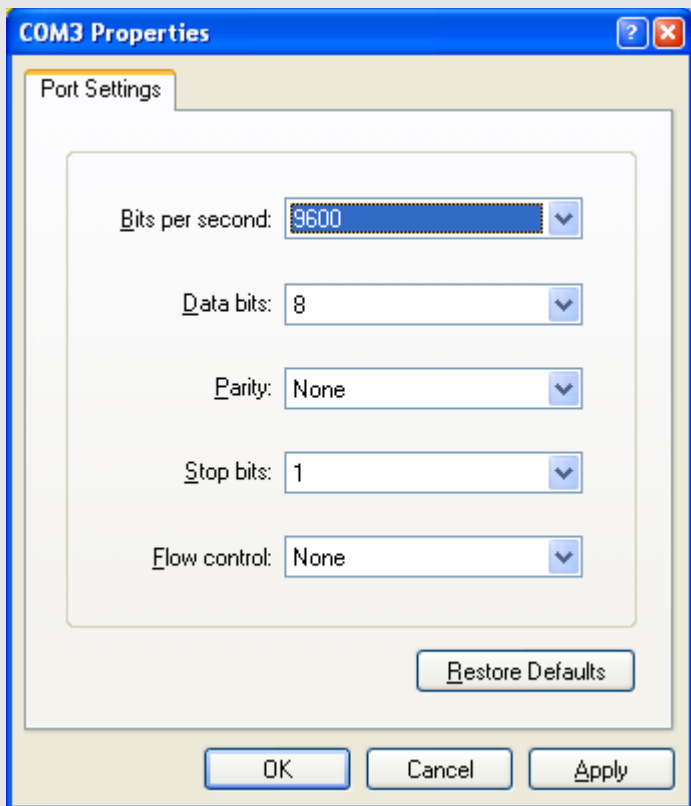 COM3 Properties
Port Settings
Bits per second: 9600
Data bits: 8
Parity: None
Stop bits: 1
Flow control: None
Restore Defaults
OK Cancel Apply